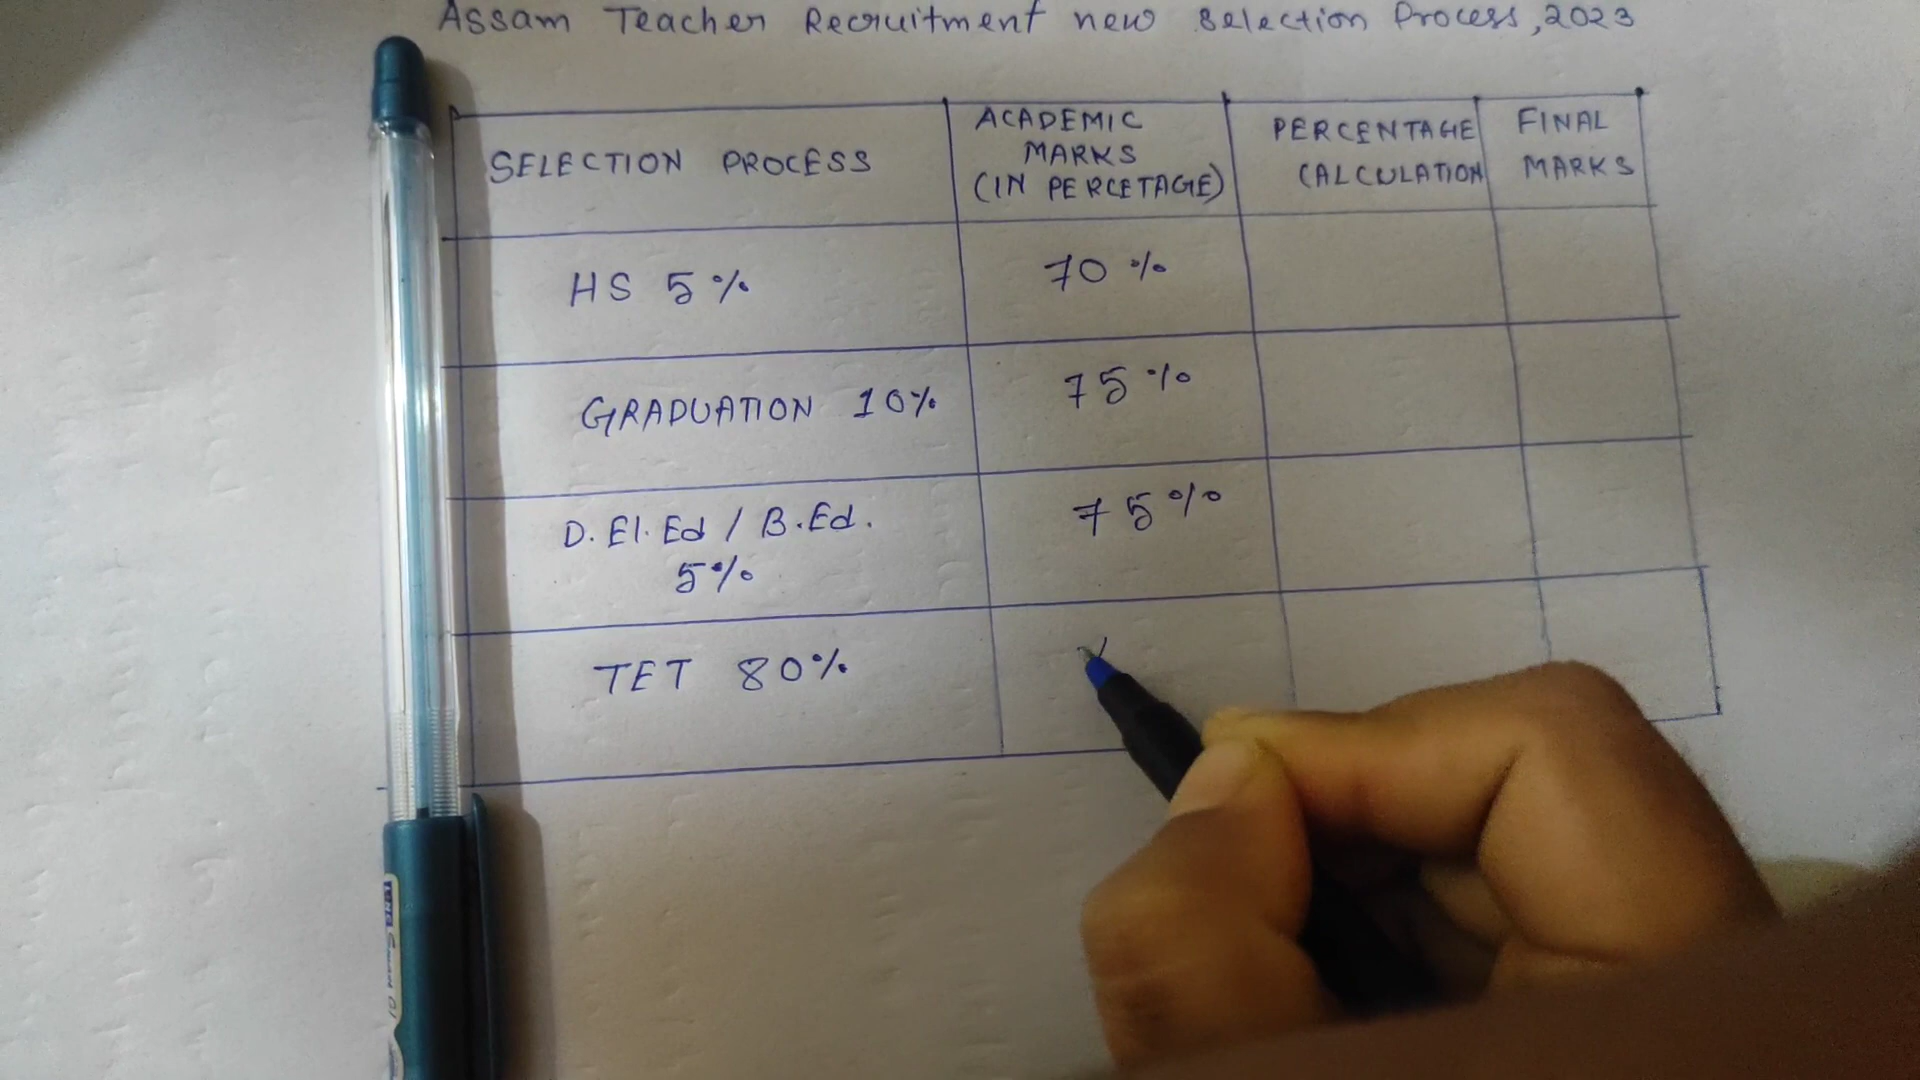 Assam Teacher Recruitment new selection Process, 2023
SELECTION PROCESS
ACADEMIC
MARKS
(IN PERCETAGE)
PERCENTAGE
CALCULATION
FINAL
MARKS
HS 5%
70%
GRADUATION 10%
75%
D. El. Ed / B.Ed.
5%
75%
TET 80%